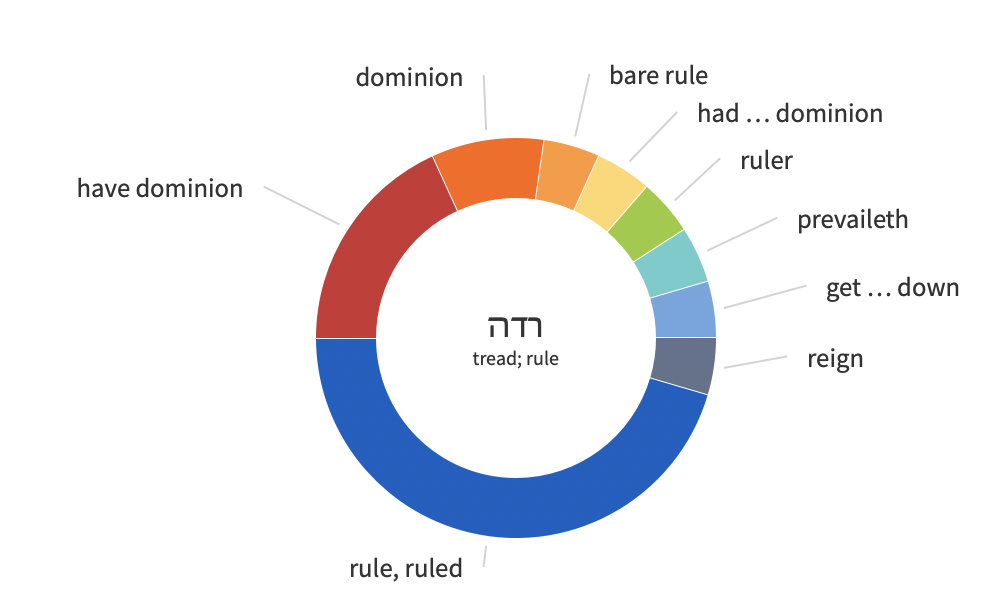 dominion
bare rule
had … dominion
ruler
have dominion
prevaileth
get … down
רדה
tread; rule
reign
rule, ruled